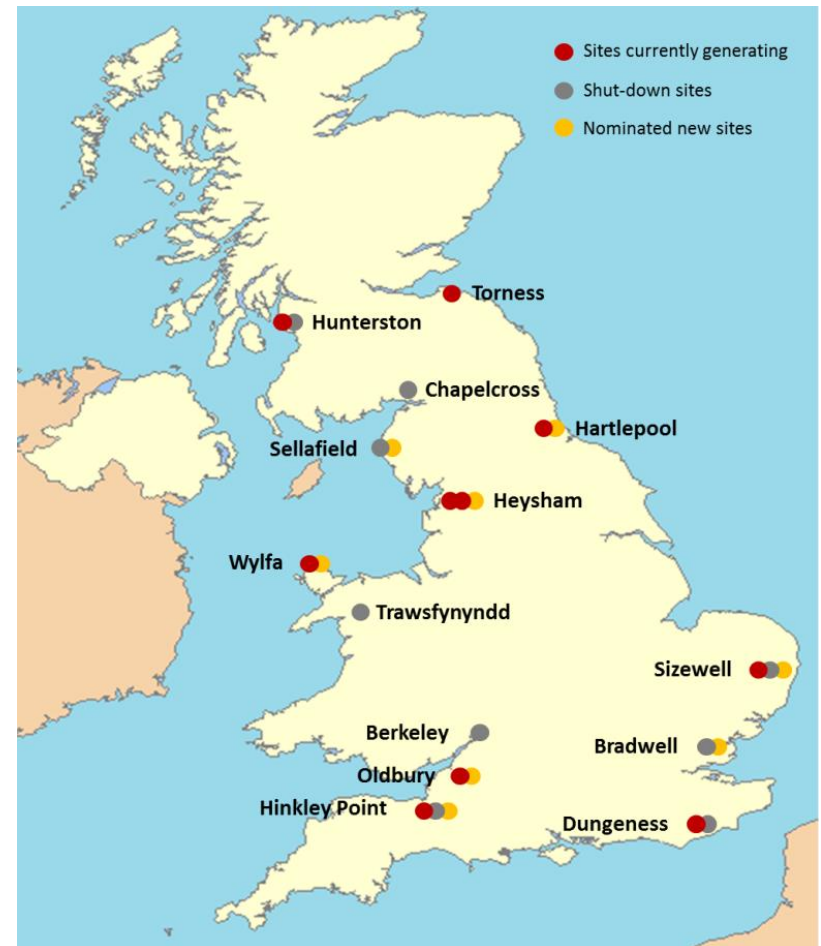 Sites currently generating
Shut-down sites
Nominated new sites
Torness
Hunterston
Chapelcross
Hartlepool
Sellafield
Heysham
Wylfa
Trawsfynyndd
Sizewell
Berkeley
Bradwell
Oldbury
Hinkley Point
Dungeness